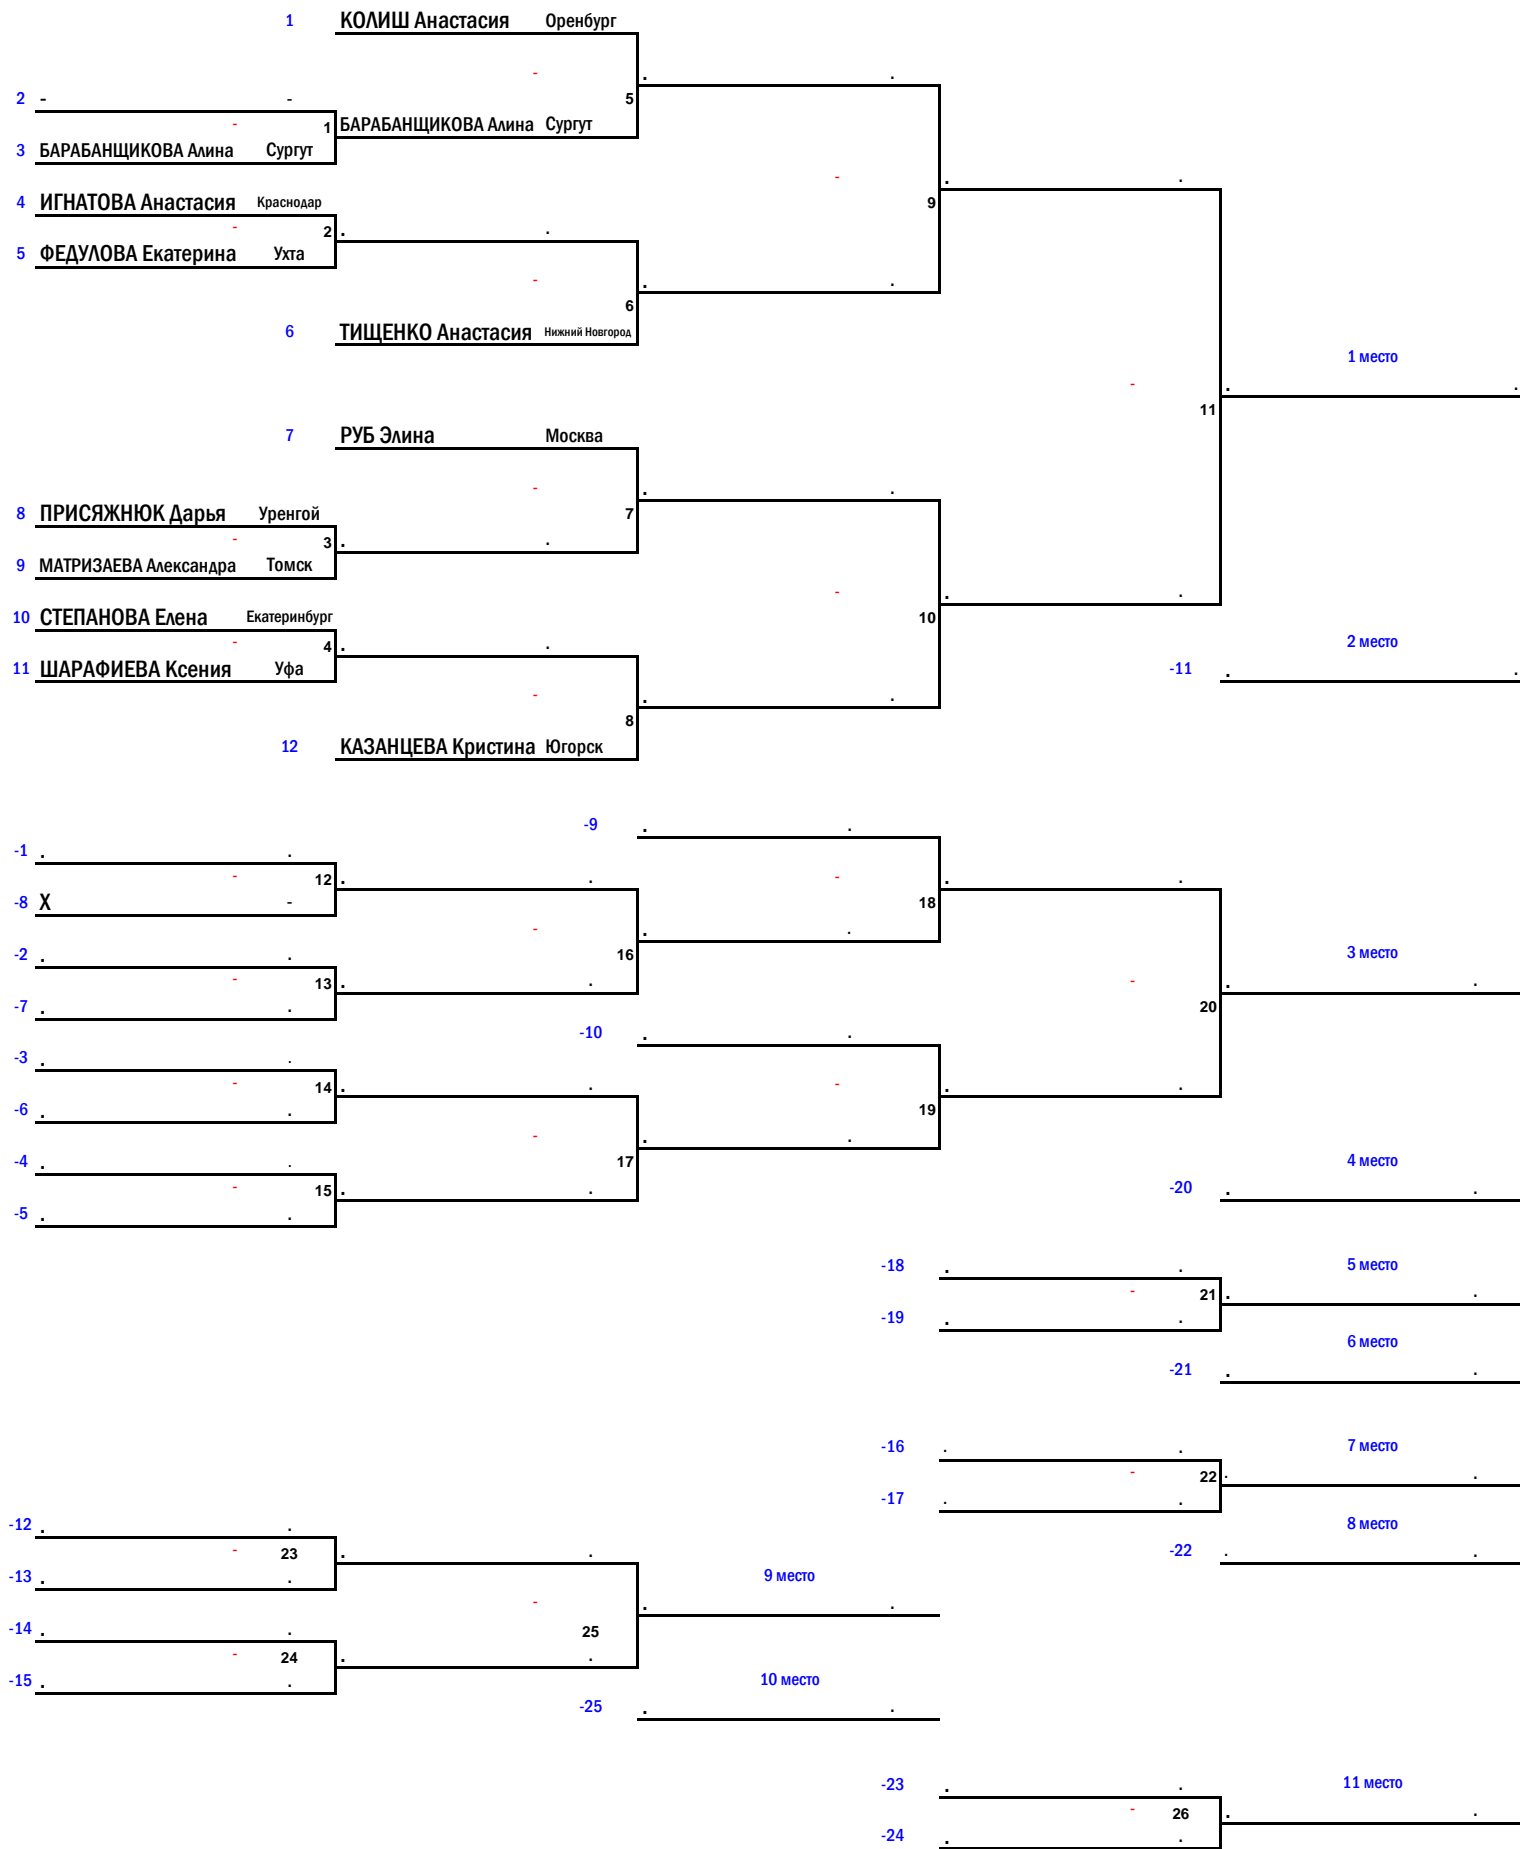 1 КОЛИШ Анастасия Оренбург
- . .
2 - - 5
- 1 БАРАБАНЩИКОВА Алина Сургут
3 БАРАБАНЩИКОВА Алина Сургут
- . .
4 ИГНАТОВА Анастасия Краснодар 9
- 2 . .
5 ФЕДУЛОВА Екатерина Ухта
- . .
6
6 ТИЩЕНКО Анастасия Нижний Новгород
1 место
- . .
11
7 РУБ Элина Москва
- . .
8 ПРИСЯЖНЮК Дарья Уренгой 7
- 3 . .
9 МАТРИЗАЕВА Александра Томск
- . .
10 СТЕПАНОВА Елена Екатеринбург 10
- 4 . . 2 место
11 ШАРАФИЕВА Ксения Уфа -11 . .
- . .
8
12 КАЗАНЦЕВА Кристина Югорск
-9 . .
-1 . .
- 12 . . - . .
-8 X - 18
- . .
-2 . . 16 3 место
- 13 . . - . .
-7 . . 20
-10 . .
-3 . .
- 14 . . - . .
-6 . . 19
- . .
-4 . . 17 4 место
- 15 . . -20 . .
-5 . .
-18 . . 5 место
- 21 . .
-19 . .
6 место
-21 . .
-16 . . 7 место
- 22 . .
-17 . .
-12 . . 8 место
- 23 . . -22 . .
-13 . . 9 место
- . .
-14 . . 25
- 24 . .
-15 . . 10 место
-25 . .
-23 . . 11 место
- 26 . .
-24 . .